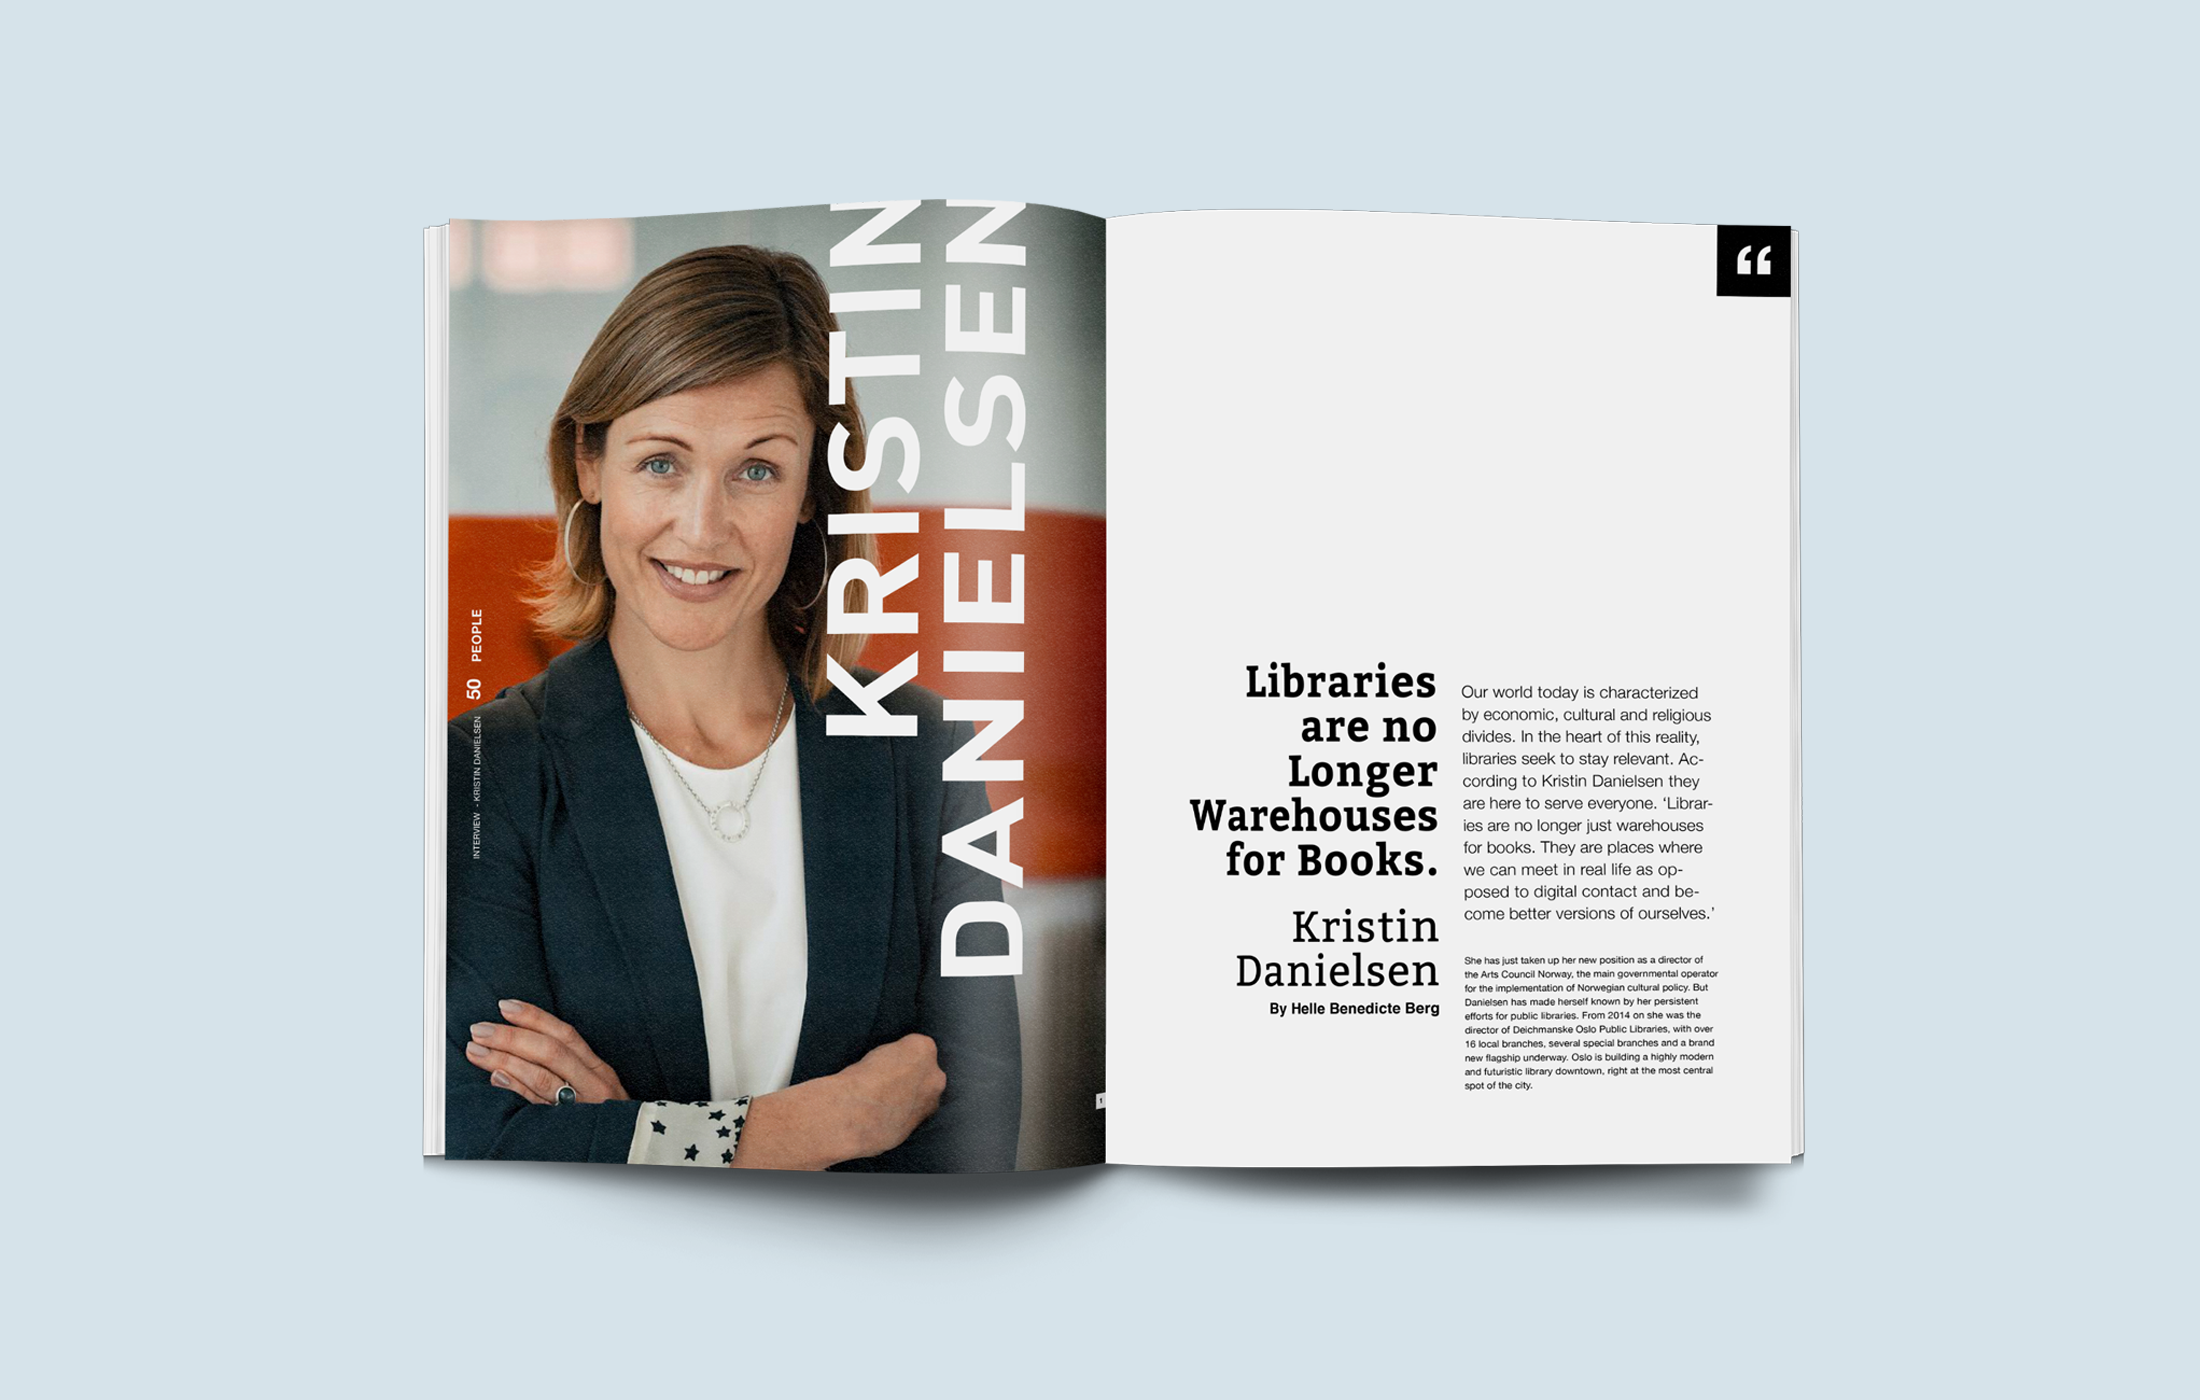 KRISTIN
DANIELSEN
INTERVIEW - KRISTIN DANIELSEN 50 PEOPLE
“
Libraries
are no
Longer
Warehouses
for Books.
Kristin
Danielsen
By Helle Benedicte Berg
Our world today is characterized
by economic, cultural and religious
divides. In the heart of this reality,
libraries seek to stay relevant. Ac-
cording to Kristin Danielsen they
are here to serve everyone. ‘Librar-
ies are no longer just warehouses
for books. They are places where
we can meet in real life as op-
posed to digital contact and be-
come better versions of ourselves.’
She has just taken up her new position as a director of
the Arts Council Norway, the main governmental operator
for the implementation of Norwegian cultural policy. But
Danielsen has made herself known by her persistent
efforts for public libraries. From 2014 on she was the
director of Deichmanske Oslo Public Libraries, with over
16 local branches, several special branches and a brand
new flagship underway. Oslo is building a highly modern
and futuristic library downtown, right at the most central
spot of the city.